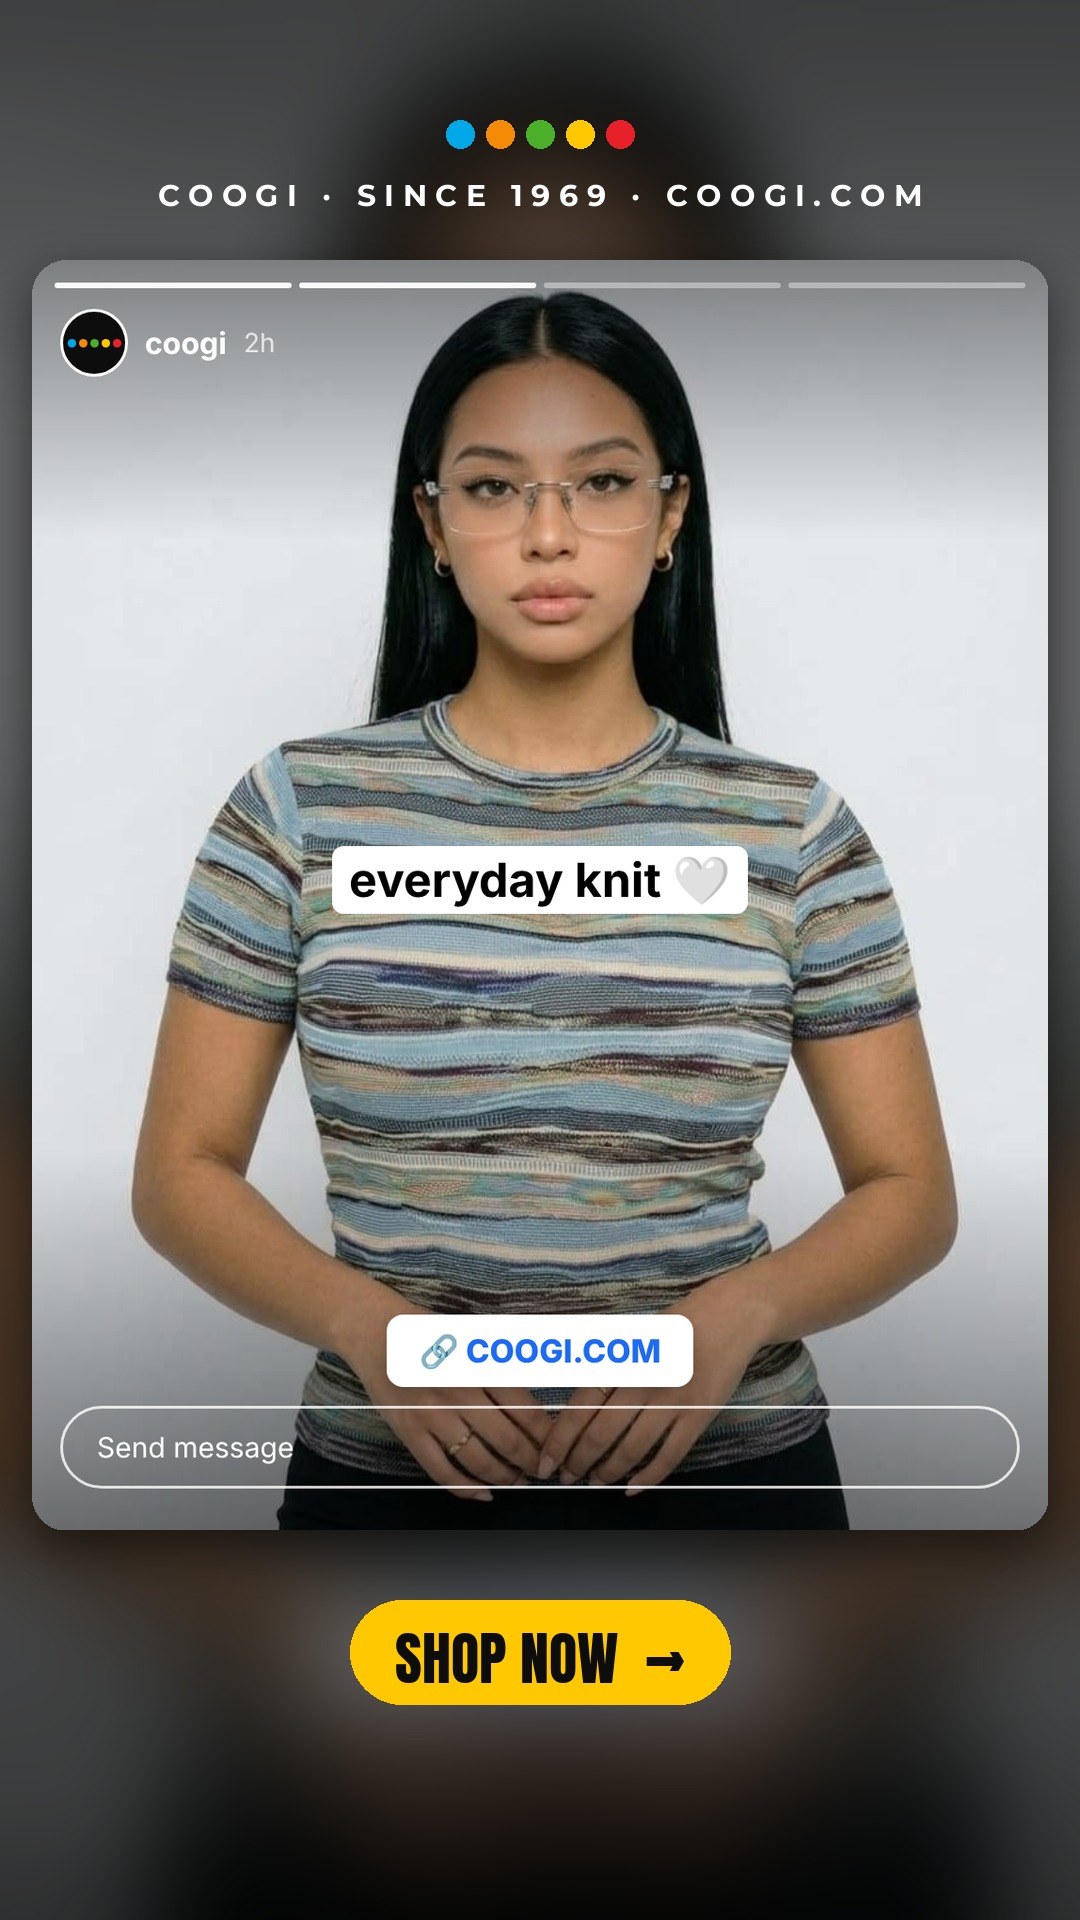 COOGI · SINCE 1969 · COOGI.COM
coogi 2h
everyday knit 🤍
🔗 COOGI.COM
Send message
SHOP NOW →